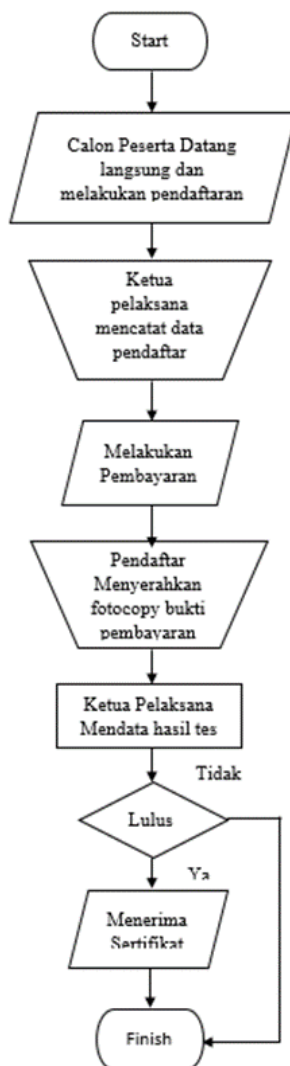 Start
Calon Peserta Datang
langsung dan
melakukan pendaftaran
Ketua
pelaksana
mencatat data
pendaftar
Melakukan
Pembayaran
Pendaftar
Menyerahkan
fotocopy bukti
pembayaran
Ketua Pelaksana
Mendata hasil tes
Tidak
Lulus
Ya
Menerima
Sertifikat
Finish